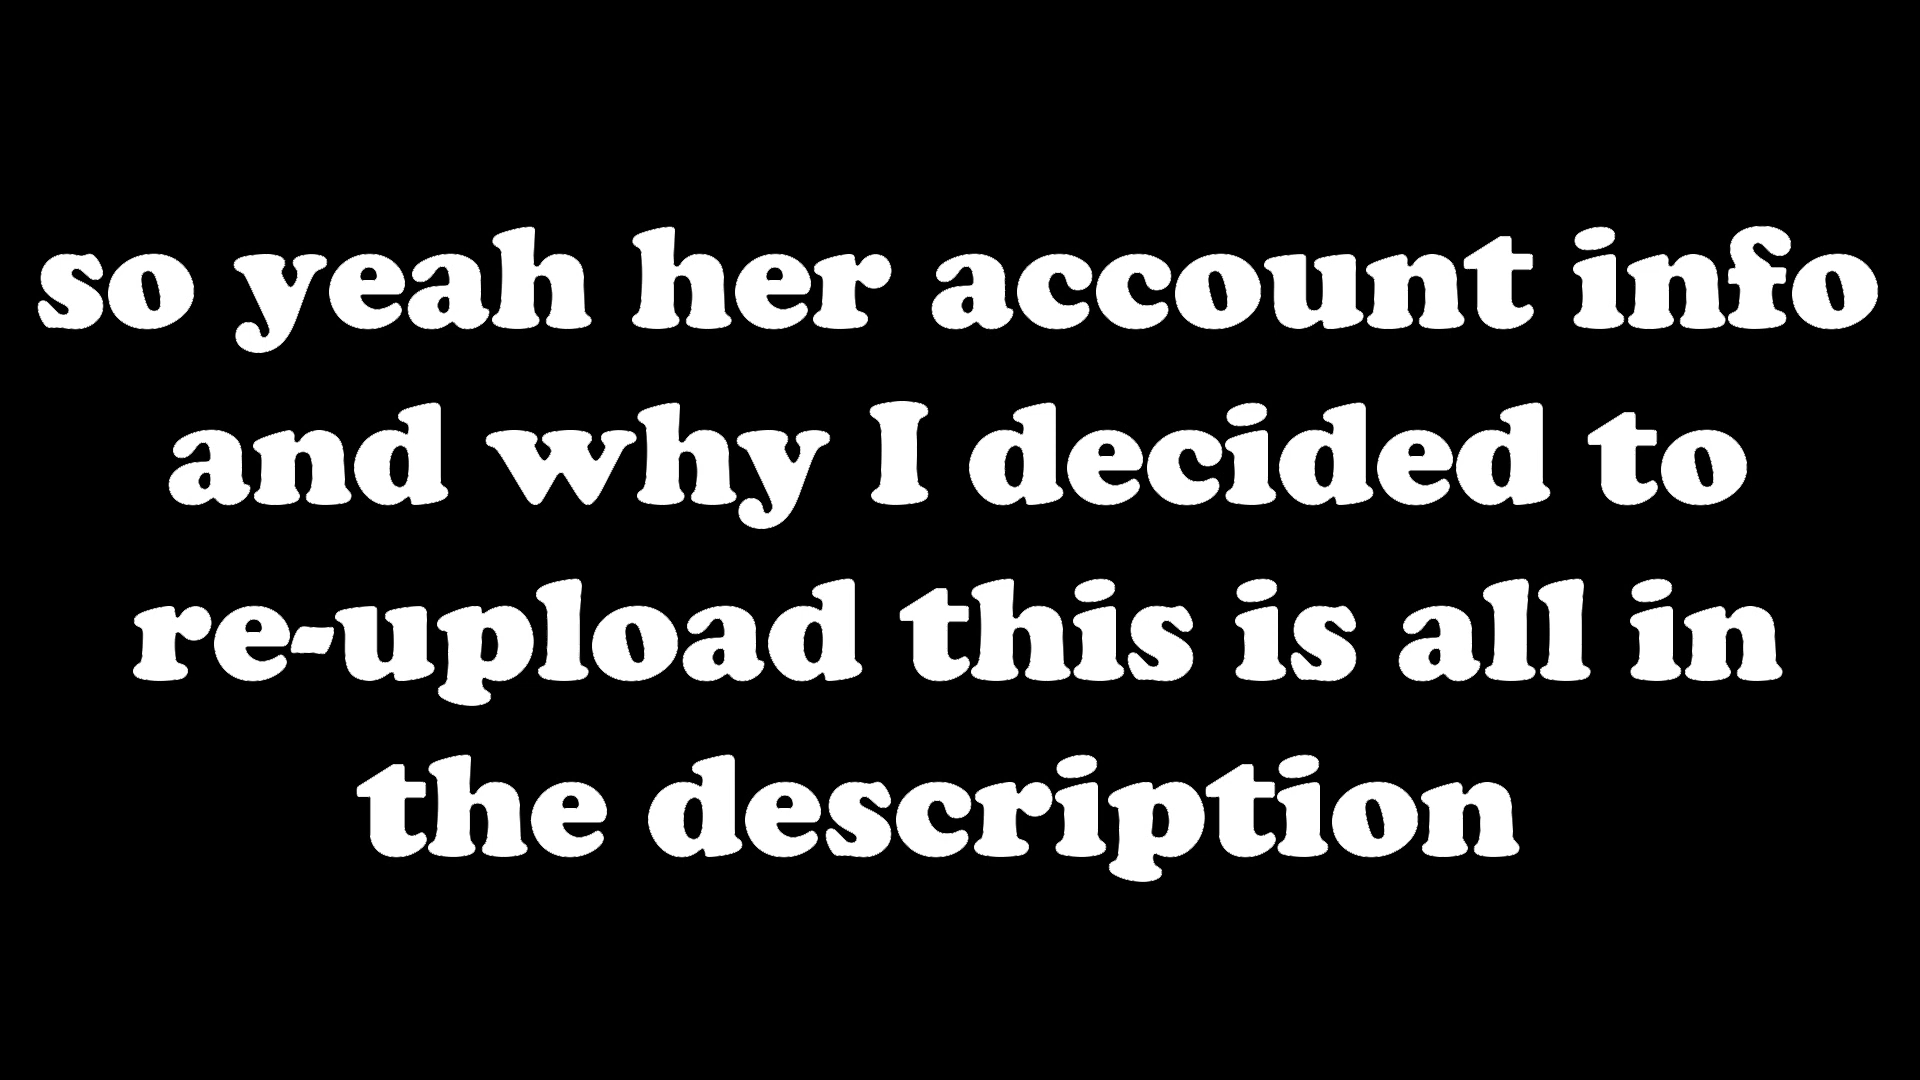 so yeah her account info
and why I decided to
re-upload this is all in
the description